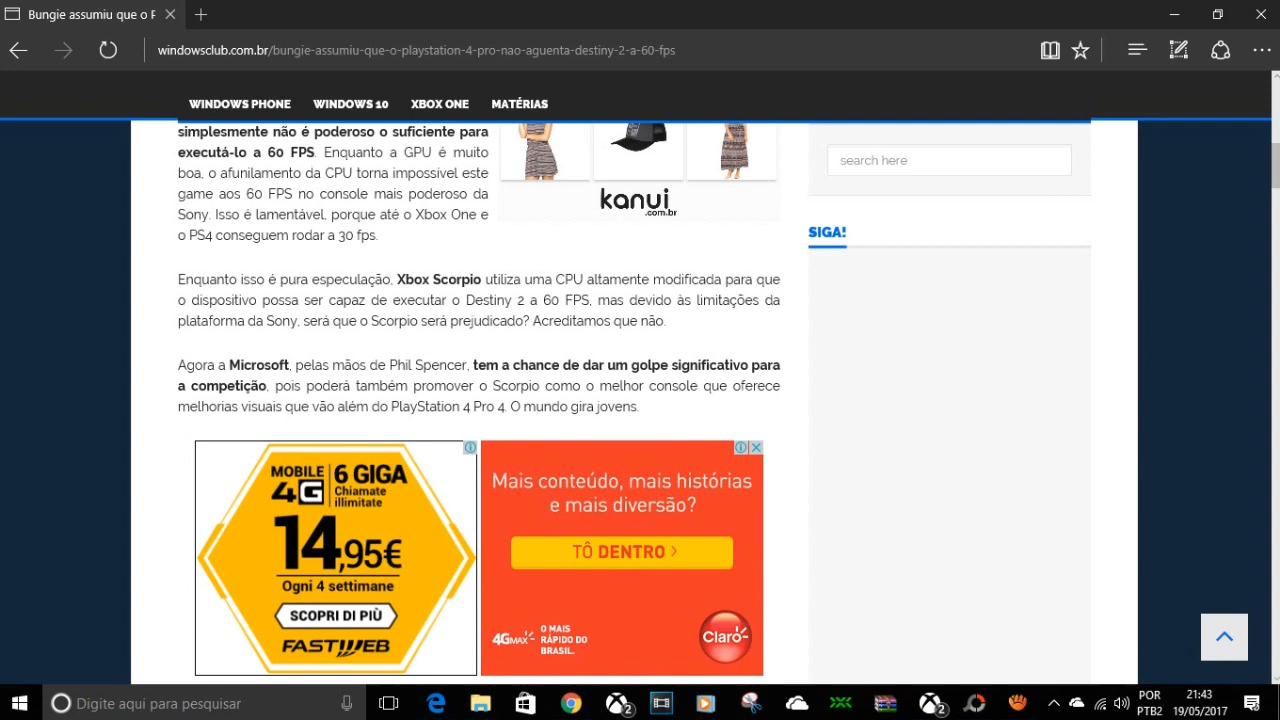 Bungie assumiu que o P
windowsclub.com.br/bungie-assumiu-que-o-playstation-4-pro-nao-aguenta-destiny-2-a-60-fps
WINDOWS PHONE WINDOWS 10 XBOX ONE MATÉRIAS
simplesmente não é poderoso o suficiente para
executá-lo a 60 FPS. Enquanto a GPU é muito
boa, o afunilamento da CPU torna impossível este
game aos 60 FPS no console mais poderoso da
Sony. Isso é lamentável, porque até o Xbox One e
o PS4 conseguem rodar a 30 fps.
kanui
.com.br
search here
SIGA!
Enquanto isso é pura especulação, Xbox Scorpio utiliza uma CPU altamente modificada para que
o dispositivo possa ser capaz de executar o Destiny 2 a 60 FPS, mas devido às limitações da
plataforma da Sony, será que o Scorpio será prejudicado? Acreditamos que não.
Agora a Microsoft, pelas mãos de Phil Spencer, tem a chance de dar um golpe significativo para
a competição, pois poderá também promover o Scorpio como o melhor console que oferece
melhorias visuais que vão além do PlayStation 4 Pro 4. O mundo gira jovens.
MOBILE
4G
6 GIGA
Chiamate
illimitate
14,95€
Ogni 4 settimane
SCOPRI DI PIÙ
FASTWEB
Mais conteúdo, mais histórias
e mais diversão?
TÔ DENTRO >
4GMAX
O MAIS
RÁPIDO DO
BRASIL.
Claro
Digite aqui para pesquisar
2
2
POR
PTB2
21:43
19/05/2017